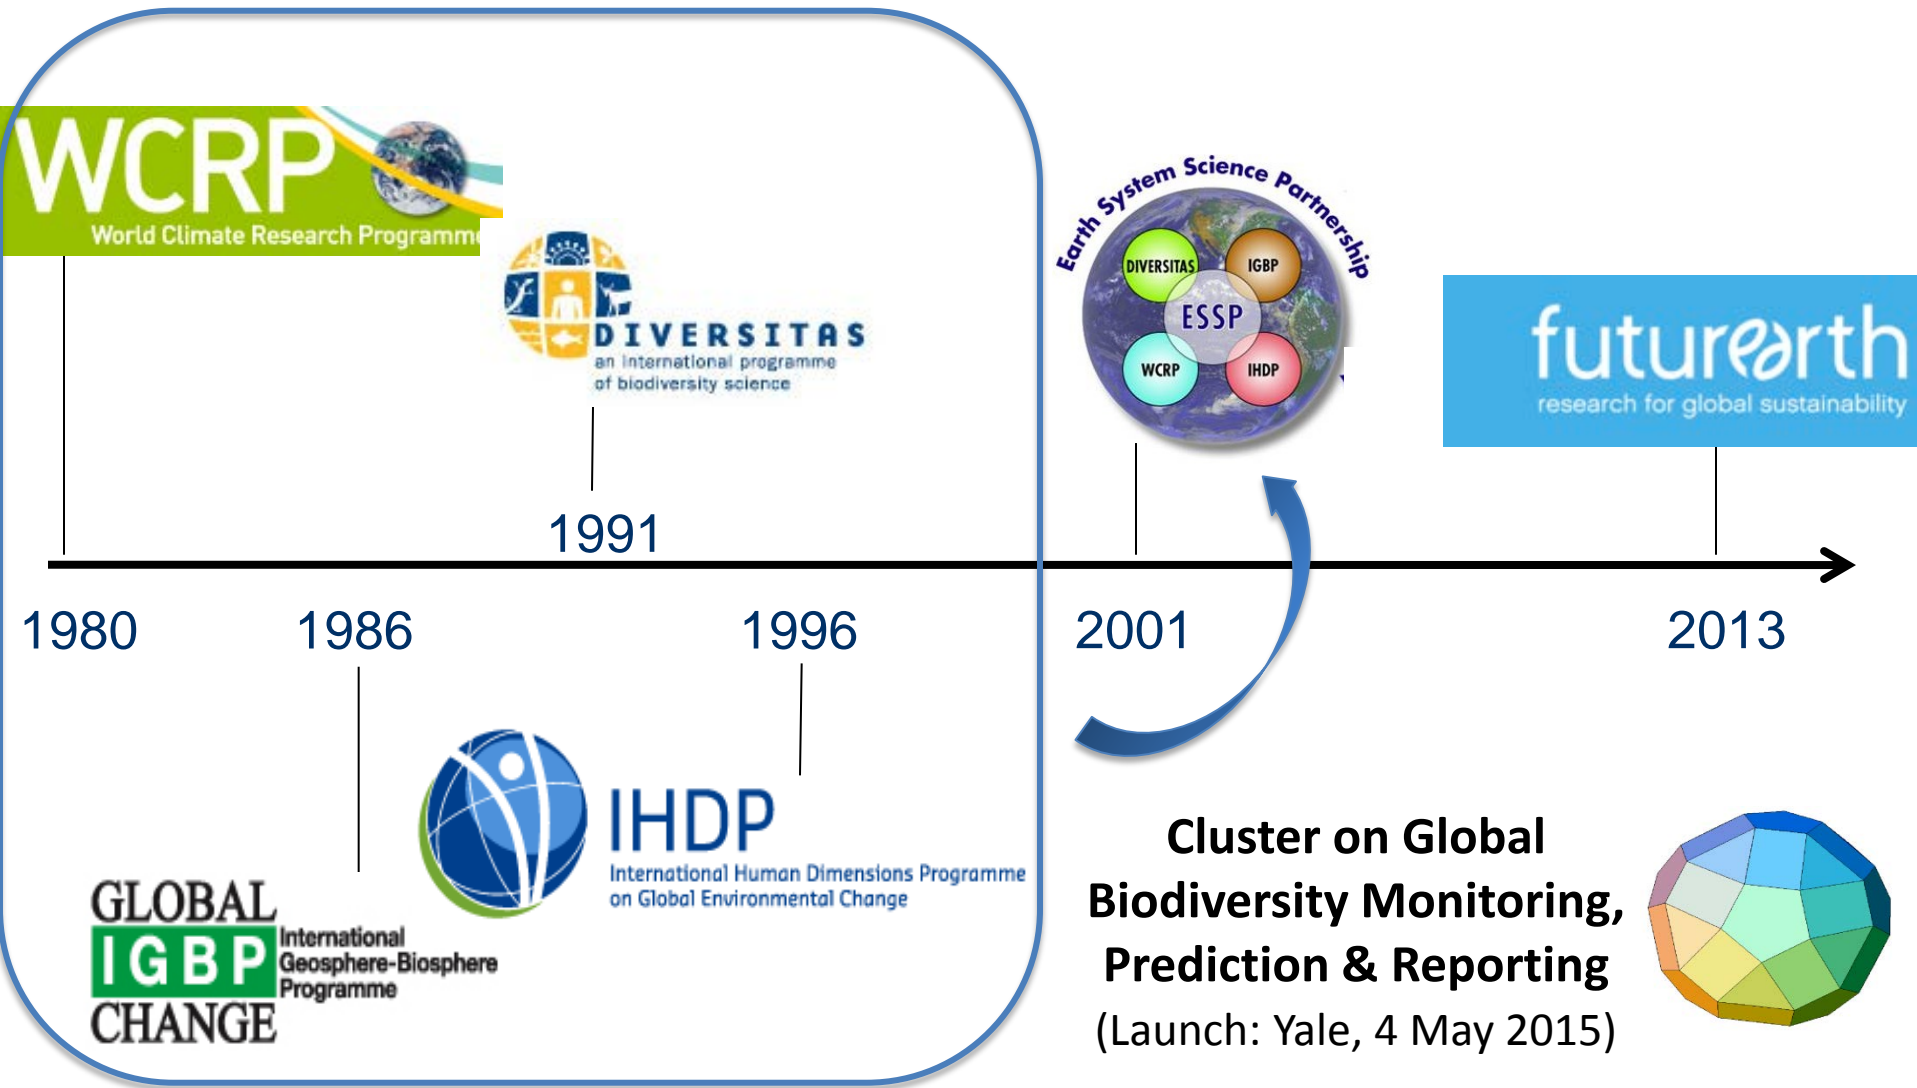 WCRP
World Climate Research Programme
DIVERSITAS
an international programme
of biodiversity science
Earth System Science Partnership
DIVERSITAS
IGBP
ESSP
WCRP
IHDP
futurearth
research for global sustainability
1991
1980
1986
1996
2001
2013
IHDP
International Human Dimensions Programme
on Global Environmental Change
GLOBAL
IGBP
CHANGE
International
Geosphere-Biosphere
Programme
Cluster on Global
Biodiversity Monitoring,
Prediction & Reporting
(Launch: Yale, 4 May 2015)